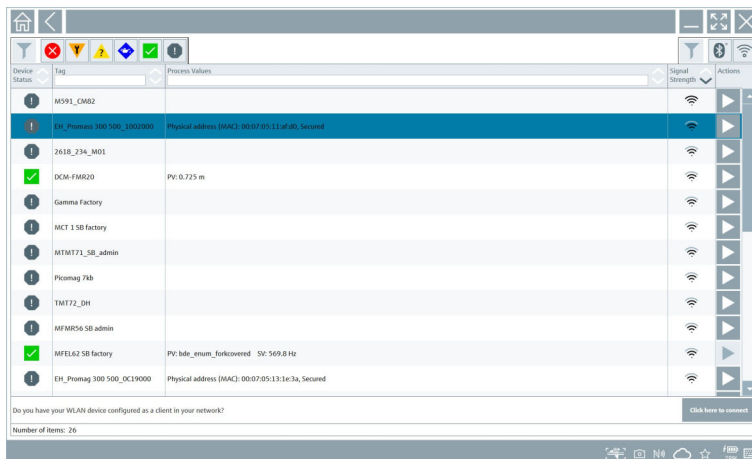 Device Status
Tag
Process Values
Signal Strength
Actions
M591_CM82
EH_Promass 300 500_1002000 Physical address (MAC): 00:07:05:11:af:d0, Secured
2618_234_M01
DCM-FMR20 PV: 0.725 m
Gamma Factory
MCT 1 SB factory
MTMT71_SB_admin
Picomag 7kb
TMT72_DH
MFMR56 SB admin
MFEL62 SB factory PV: bde_enum_forkcovered SV: 569.8 Hz
EH_Promag 300 500_0C19000 Physical address (MAC): 00:07:05:13:1e:3a, Secured
Do you have your WLAN device configured as a client in your network? Click here to connect
Number of items: 26